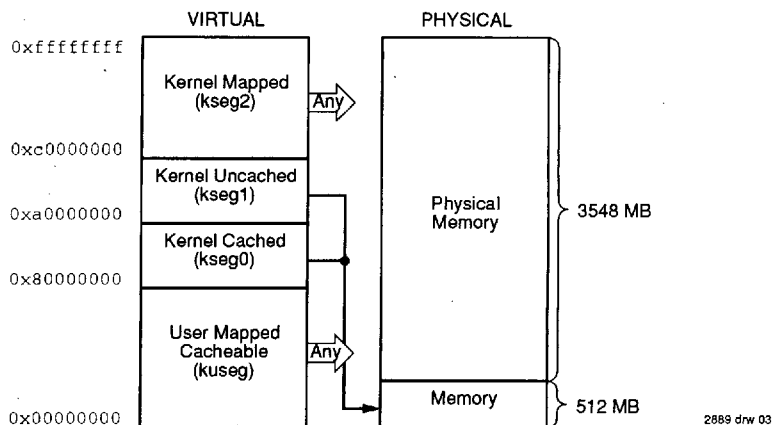 VIRTUAL
PHYSICAL
0xffffffff
Kernel Mapped
(kseg2)
Any
0xc0000000
Kernel Uncached
(kseg1)
0xa0000000
Physical
Memory
3548 MB
Kernel Cached
(kseg0)
0x80000000
User Mapped
Cacheable
(kuseg)
Any
Memory
512 MB
0x00000000
2889 drw 03